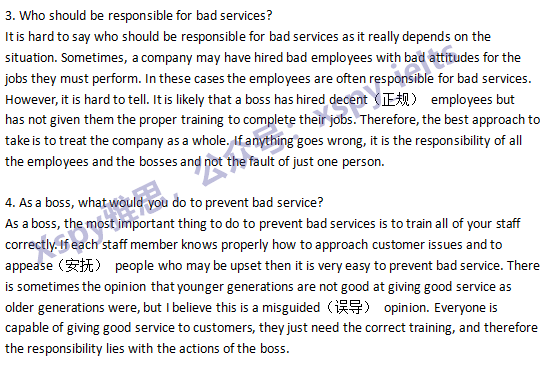 3. Who should be responsible for bad services?
It is hard to say who should be responsible for bad services as it really depends on the
situation. Sometimes, a company may have hired bad employees with bad attitudes for the
jobs they must perform. In these cases the employees are often responsible for bad services.
However, it is hard to tell. It is likely that a boss has hired decent（正规） employees but
has not given them the proper training to complete their jobs. Therefore, the best approach to
take is to treat the company as a whole. If anything goes wrong, it is the responsibility of all
the employees and the bosses and not the fault of just one person.
4. As a boss, what would you do to prevent bad service?
As a boss, the most important thing to do to prevent bad services is to train all of your staff
correctly. If each staff member knows properly how to approach customer issues and to
appease（安抚） people who may be upset then it is very easy to prevent bad service. There
is sometimes the opinion that younger generations are not good at giving good service as
older generations were, but I believe this is a misguided（误导） opinion. Everyone is
capable of giving good service to customers, they just need the correct training, and therefore
the responsibility lies with the actions of the boss.
xspy雅思，公众号：xspy-ielts